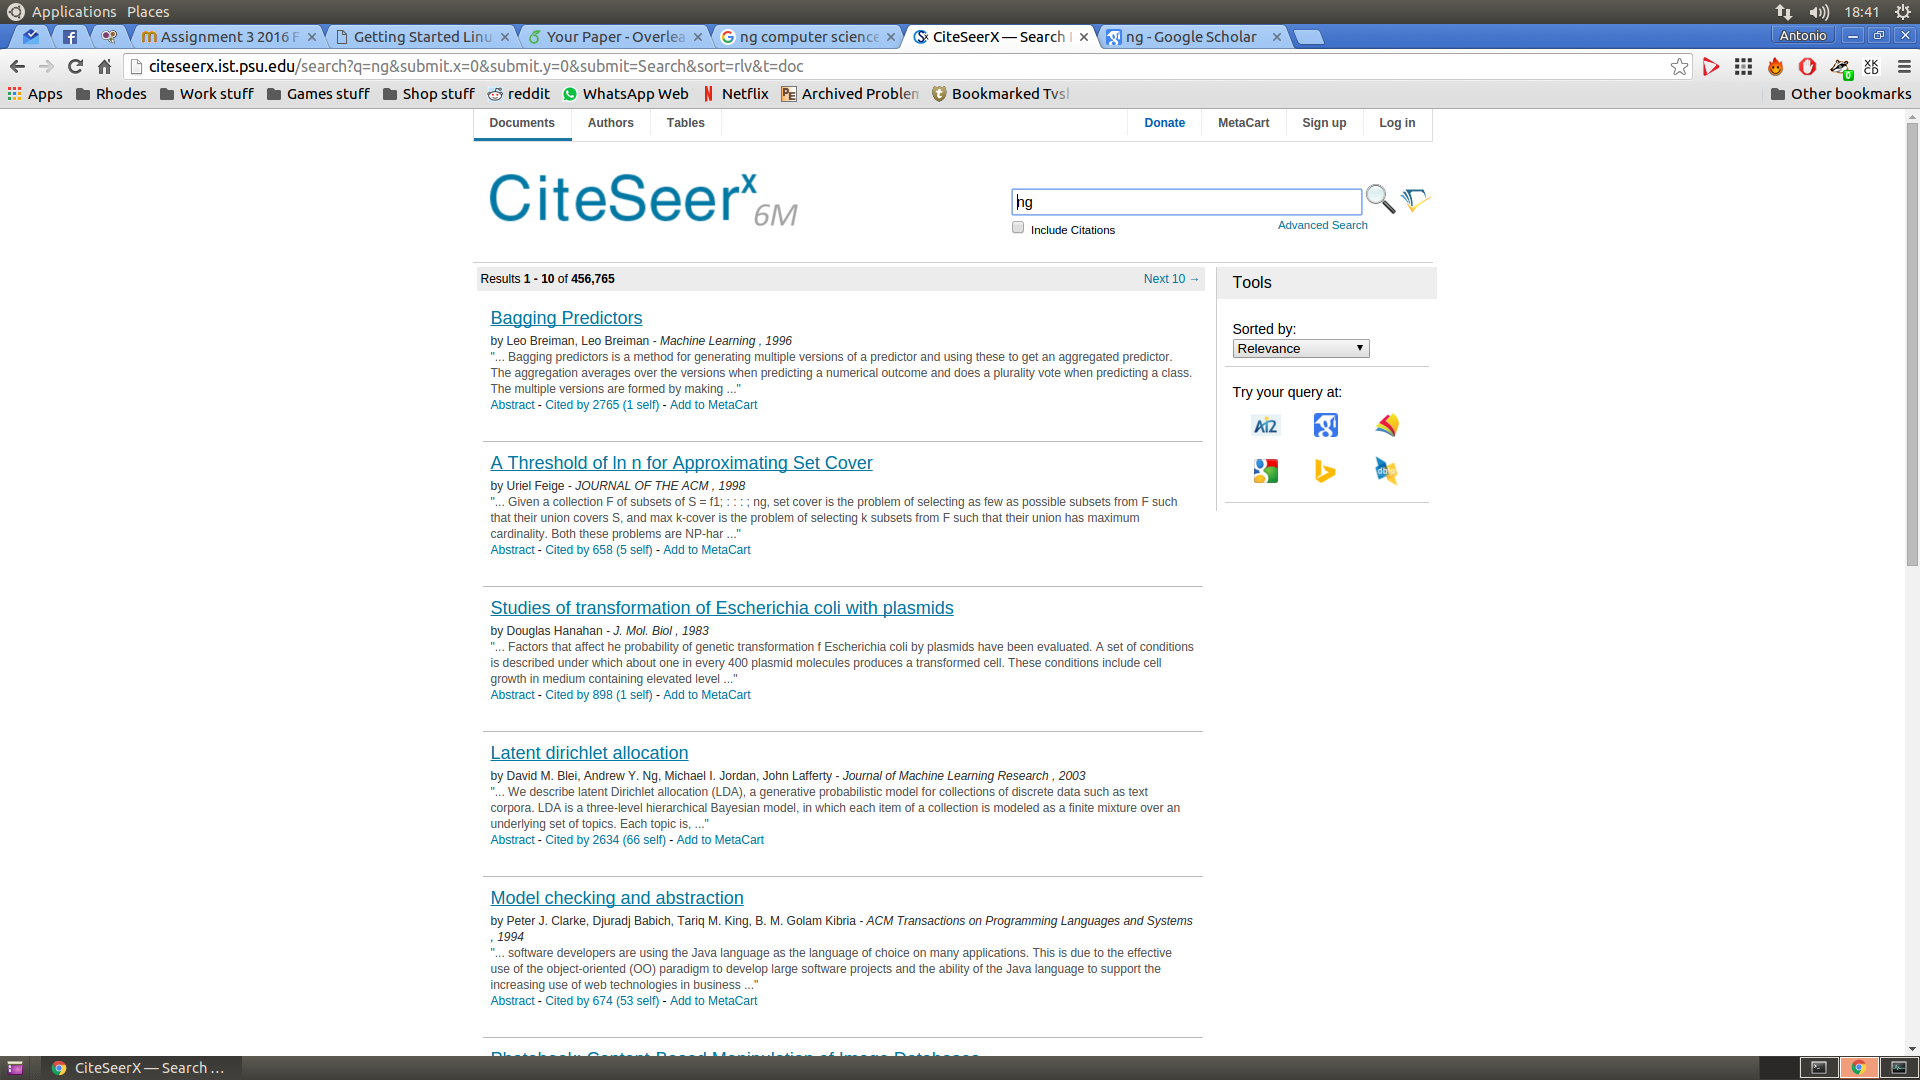 Applications Places 18:41
Assignment 3 2016 F Getting Started Linu Your Paper - Overlea ng computer science CiteSeerX — Search ng - Google Scholar Antonio
citeseerx.ist.psu.edu/search?q=ng&submit.x=0&submit.y=0&submit=Search&sort=rlv&t=doc
Apps Rhodes Work stuff Games stuff Shop stuff reddit WhatsApp Web Netflix Archived Problem Bookmarked Tvsl Other bookmarks
Documents Authors Tables Donate MetaCart Sign up Log in
CiteSeerx 6M
ng
Include Citations Advanced Search
Results 1 - 10 of 456,765 Next 10 →
Tools
Sorted by:
Relevance
Try your query at:
Ai2
dblp
Bagging Predictors
by Leo Breiman, Leo Breiman - Machine Learning , 1996
"... Bagging predictors is a method for generating multiple versions of a predictor and using these to get an aggregated predictor.
The aggregation averages over the versions when predicting a numerical outcome and does a plurality vote when predicting a class.
The multiple versions are formed by making ..."
Abstract - Cited by 2765 (1 self) - Add to MetaCart
A Threshold of ln n for Approximating Set Cover
by Uriel Feige - JOURNAL OF THE ACM , 1998
"... Given a collection F of subsets of S = f1; : : : ; ng, set cover is the problem of selecting as few as possible subsets from F such
that their union covers S, and max k-cover is the problem of selecting k subsets from F such that their union has maximum
cardinality. Both these problems are NP-har ..."
Abstract - Cited by 658 (5 self) - Add to MetaCart
Studies of transformation of Escherichia coli with plasmids
by Douglas Hanahan - J. Mol. Biol , 1983
"... Factors that affect he probability of genetic transformation f Escherichia coli by plasmids have been evaluated. A set of conditions
is described under which about one in every 400 plasmid molecules produces a transformed cell. These conditions include cell
growth in medium containing elevated level ..."
Abstract - Cited by 898 (1 self) - Add to MetaCart
Latent dirichlet allocation
by David M. Blei, Andrew Y. Ng, Michael I. Jordan, John Lafferty - Journal of Machine Learning Research , 2003
"... We describe latent Dirichlet allocation (LDA), a generative probabilistic model for collections of discrete data such as text
corpora. LDA is a three-level hierarchical Bayesian model, in which each item of a collection is modeled as a finite mixture over an
underlying set of topics. Each topic is, ..."
Abstract - Cited by 2634 (66 self) - Add to MetaCart
Model checking and abstraction
by Peter J. Clarke, Djuradj Babich, Tariq M. King, B. M. Golam Kibria - ACM Transactions on Programming Languages and Systems
, 1994
"... software developers are using the Java language as the language of choice on many applications. This is due to the effective
use of the object-oriented (OO) paradigm to develop large software projects and the ability of the Java language to support the
increasing use of web technologies in business ..."
Abstract - Cited by 674 (53 self) - Add to MetaCart
Photobook: Content-Based Manipulation of Image Databases
CiteSeerX — Search ...